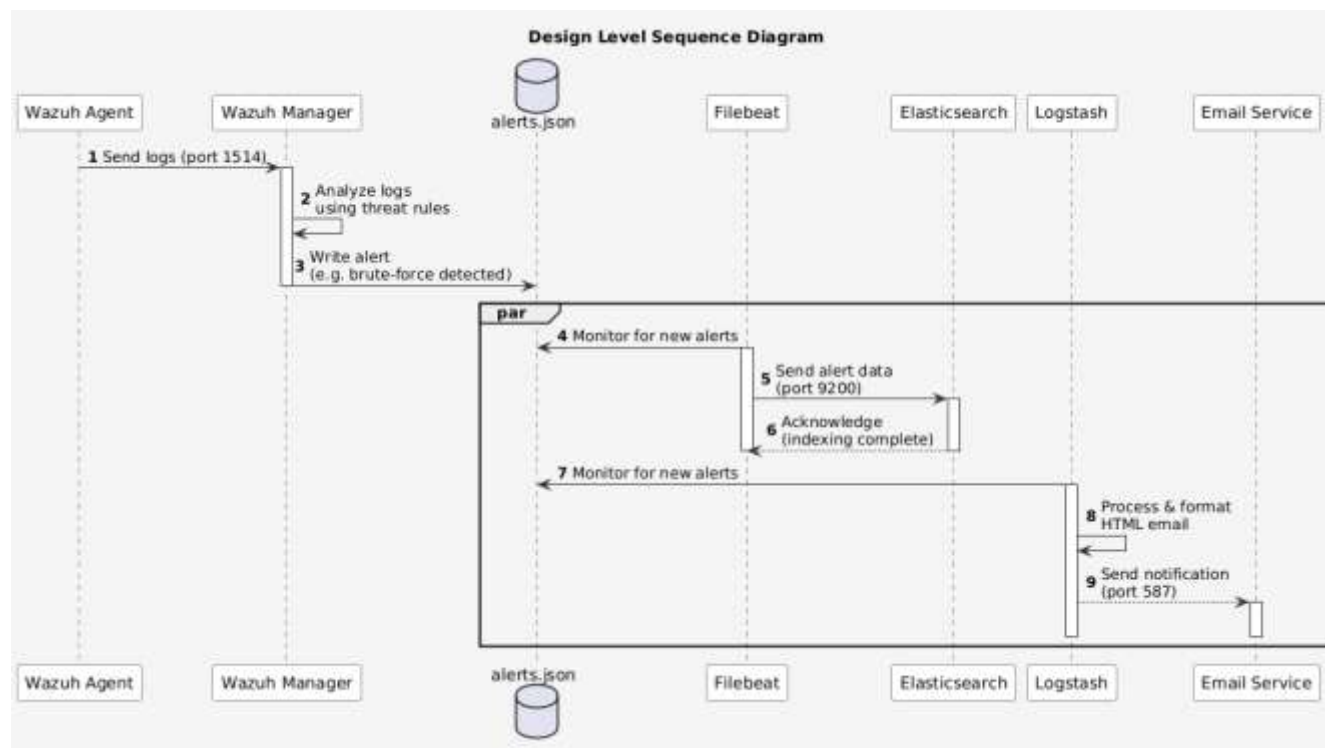 Design Level Sequence Diagram
Wazuh Agent
Wazuh Manager
alerts.json
Filebeat
Elasticsearch
Logstash
Email Service
1 Send logs (port 1514)
2 Analyze logs
using threat rules
3 Write alert
(e.g. brute-force detected)
par
4 Monitor for new alerts
5 Send alert data
(port 9200)
6 Acknowledge
(indexing complete)
7 Monitor for new alerts
8 Process & format
HTML email
9 Send notification
(port 587)
Wazuh Agent
Wazuh Manager
alerts.json
Filebeat
Elasticsearch
Logstash
Email Service